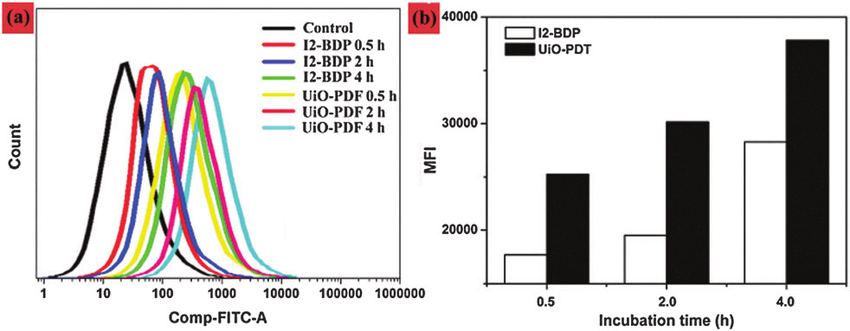 (a)
Control
I2-BDP 0.5 h
I2-BDP 2 h
I2-BDP 4 h
UiO-PDF 0.5 h
UiO-PDF 2 h
UiO-PDF 4 h
Count
1 10 100 1000 10000 100000 1000000
Comp-FITC-A
(b)
I2-BDP
UiO-PDT
40000
30000
20000
MFI
0.5 2.0 4.0
Incubation time (h)